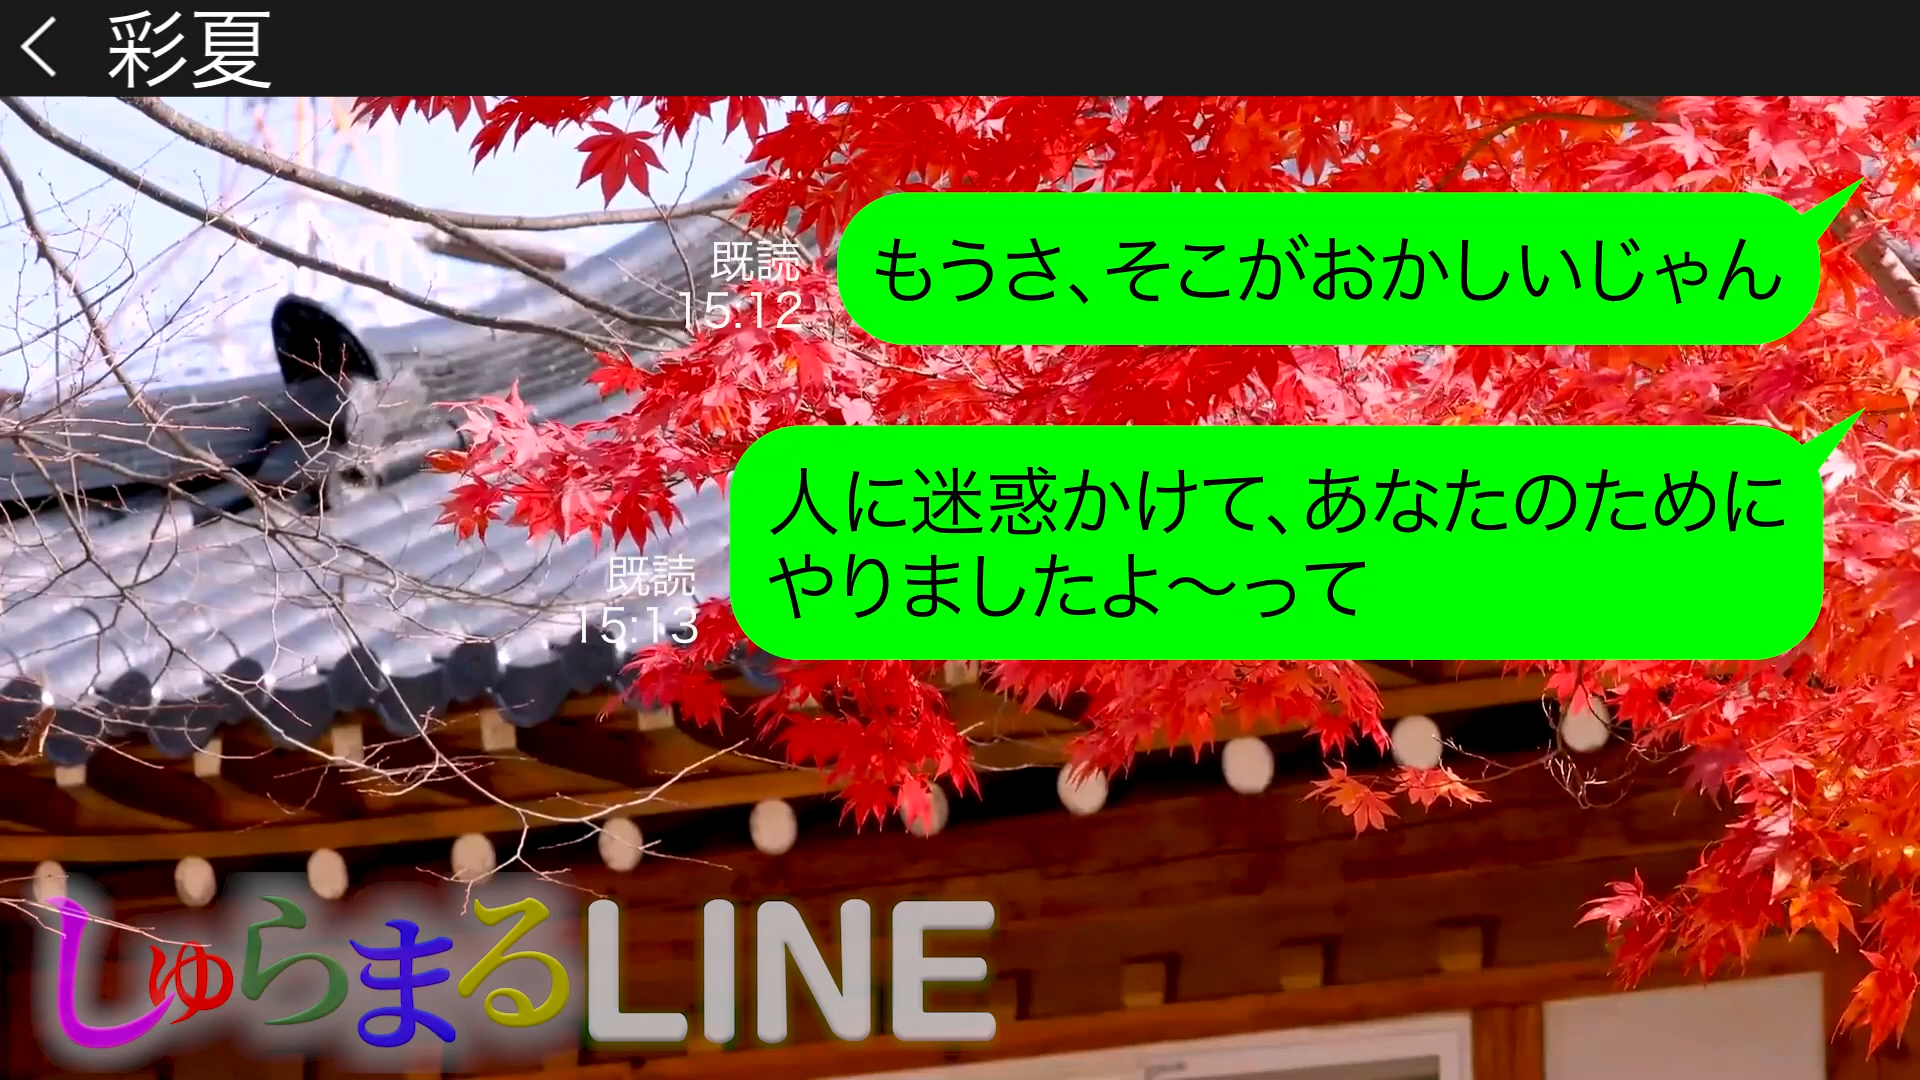 彩夏
もうさ、そこがおかしいじゃん
既読
15:12
人に迷惑かけて、あなたのために
やりましたよ〜って
既読
15:13
しゅらまるLINE